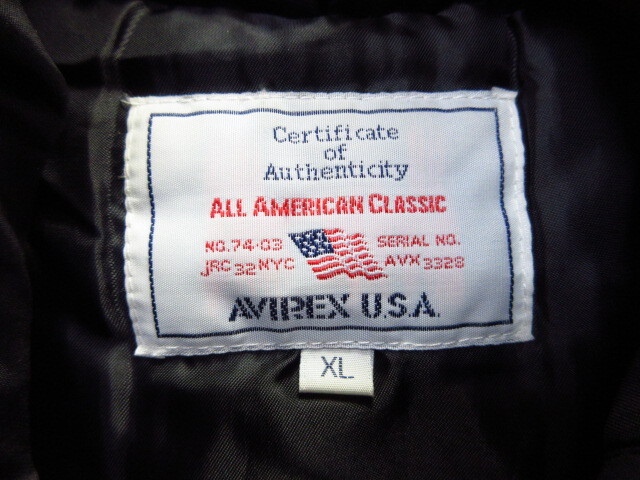 Certificate
of
Authenticity
ALL AMERICAN CLASSIC
NO. 74-03 SERIAL NO.
JRC 32 NYC AVX 3328
AVIREX U.S.A.
XL